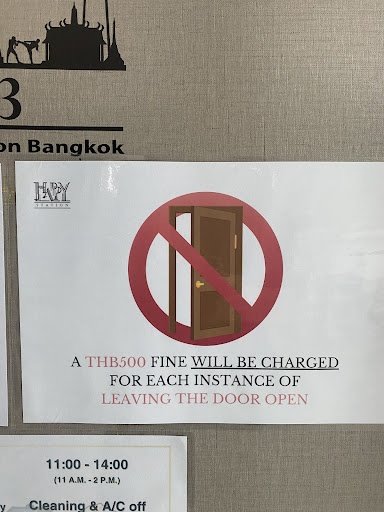 3
on Bangkok
HAPPY
STATION
A THB500 FINE WILL BE CHARGED
FOR EACH INSTANCE OF
LEAVING THE DOOR OPEN
11:00 - 14:00
(11 A.M. - 2 P.M.)
y Cleaning & A/C off